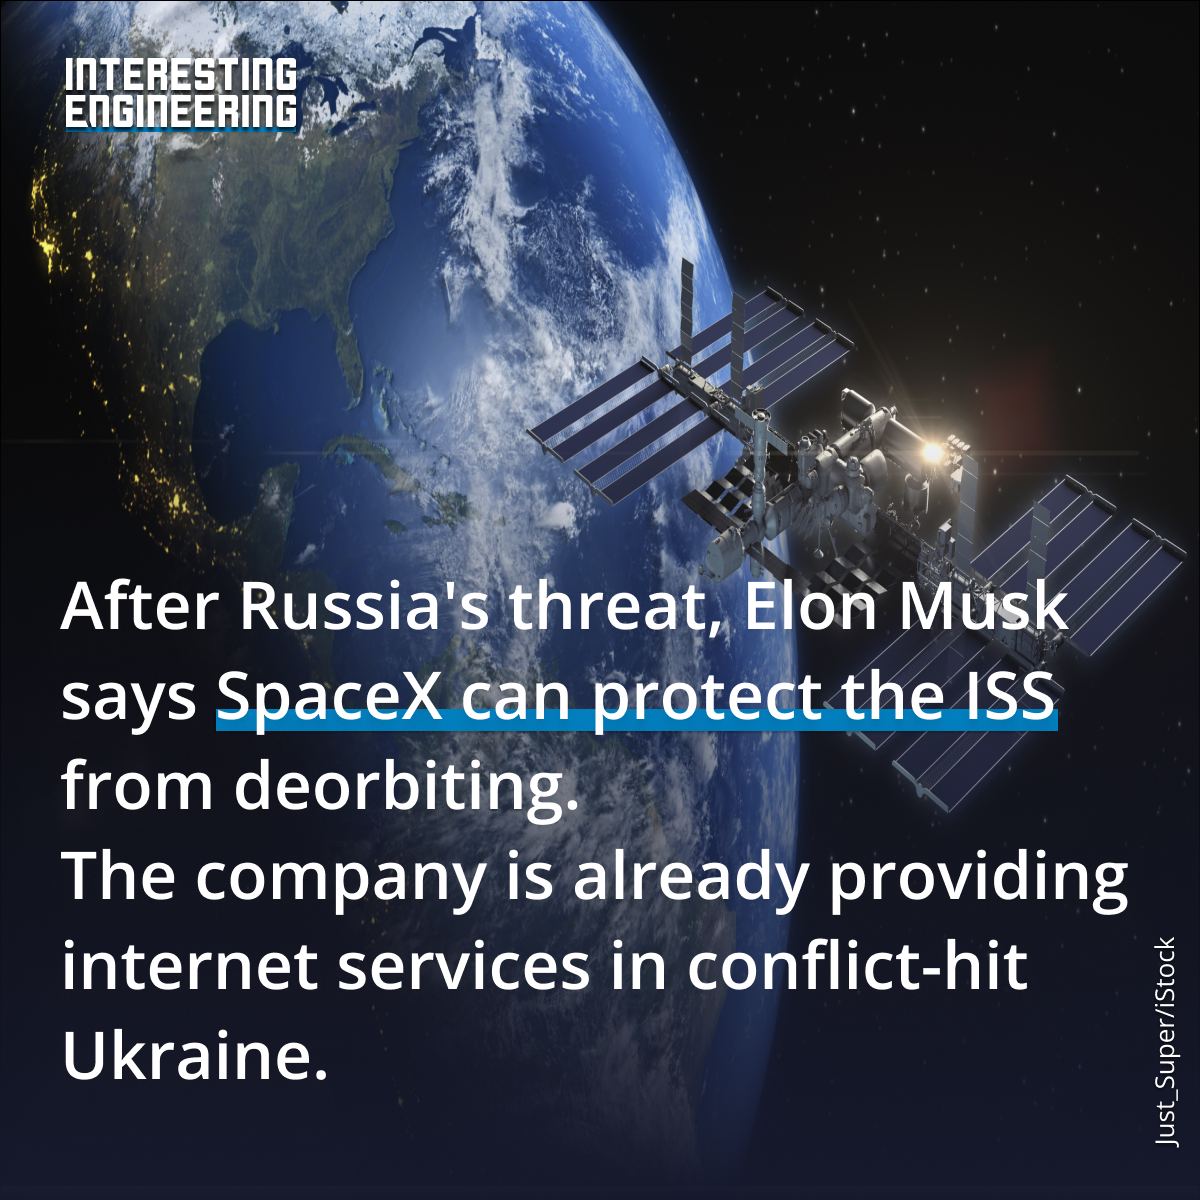 INTERESTING
ENGINEERING
After Russia's threat, Elon Musk
says SpaceX can protect the ISS
from deorbiting.
The company is already providing
internet services in conflict-hit
Ukraine.
Just_Super/iStock